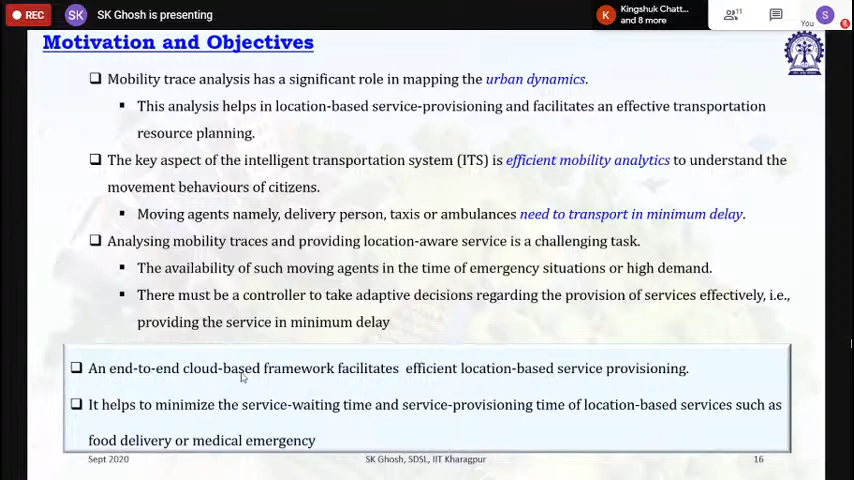 REC
SK
SK Ghosh is presenting
K
Kingshuk Chatt...
and 8 more
11
You
S
Motivation and Objectives
Mobility trace analysis has a significant role in mapping the urban dynamics.
This analysis helps in location-based service-provisioning and facilitates an effective transportation
resource planning.
The key aspect of the intelligent transportation system (ITS) is efficient mobility analytics to understand the
movement behaviours of citizens.
Moving agents namely, delivery person, taxis or ambulances need to transport in minimum delay.
Analysing mobility traces and providing location-aware service is a challenging task.
The availability of such moving agents in the time of emergency situations or high demand.
There must be a controller to take adaptive decisions regarding the provision of services effectively, i.e.,
providing the service in minimum delay
An end-to-end cloud-based framework facilitates efficient location-based service provisioning.
It helps to minimize the service-waiting time and service-provisioning time of location-based services such as
food delivery or medical emergency
Sept 2020
SK Ghosh, SDSL, IIT Kharagpur
16